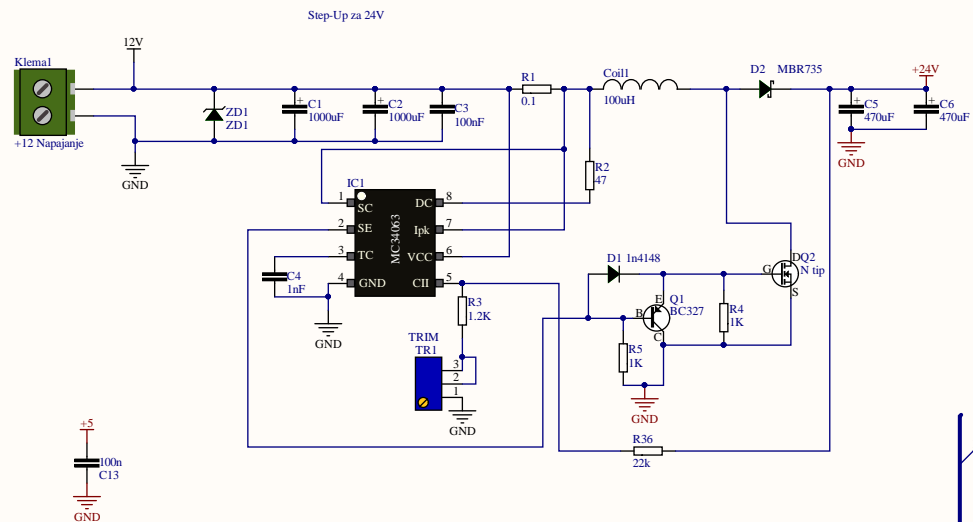 Step-Up za 24V
12V
Klema1
+12 Napajanje
GND
ZD1
ZD1
+
C1
1000uF
+
C2
1000uF
C3
100nF
R1
0.1
Coil1
100uH
D2 MBR735
+24V
+
C5
470uF
+
C6
470uF
GND
R2
47
IC1
MC34063
1 SC
2 SE
3 TC
4 GND
DC 8
Ipk 7
VCC 6
CII 5
C4
1nF
GND
R3
1.2K
TRIM
TR1
3
2
1
GND
D1 1n4148
E
B
C
Q1
BC327
R4
1K
R5
1K
GND
D
G
S
Q2
N tip
R36
22k
+5
100n
C13
GND